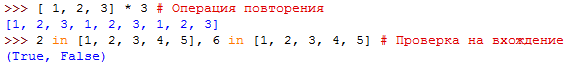 >>> [ 1, 2, 3] * 3 # Операция повторения
[1, 2, 3, 1, 2, 3, 1, 2, 3]
>>> 2 in [1, 2, 3, 4, 5], 6 in [1, 2, 3, 4, 5] # Проверка на вхождение
(True, False)